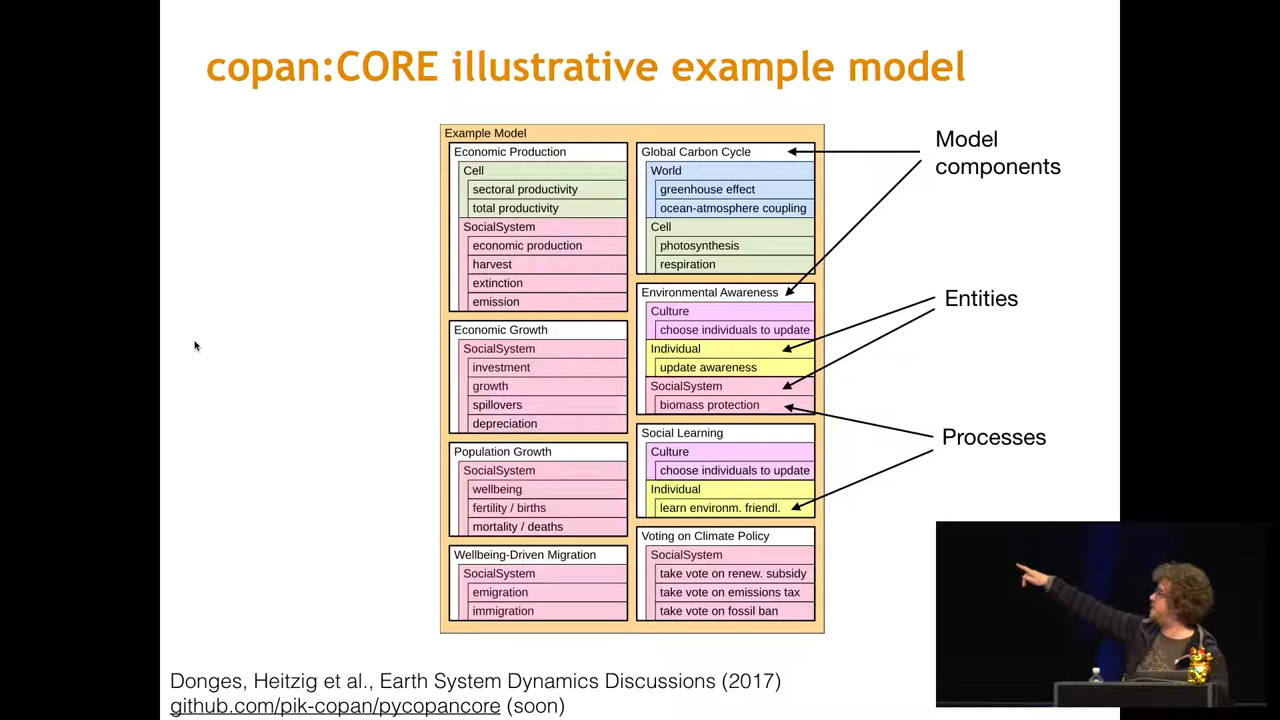 copan:CORE illustrative example model
Example Model
Economic Production
Cell
sectoral productivity
total productivity
SocialSystem
economic production
harvest
extinction
emission
Economic Growth
SocialSystem
investment
growth
spillovers
depreciation
Population Growth
SocialSystem
wellbeing
fertility / births
mortality / deaths
Wellbeing-Driven Migration
SocialSystem
emigration
immigration
Global Carbon Cycle
World
greenhouse effect
ocean-atmosphere coupling
Cell
photosynthesis
respiration
Environmental Awareness
Culture
choose individuals to update
Individual
update awareness
SocialSystem
biomass protection
Social Learning
Culture
choose individuals to update
Individual
learn environm. friendl.
Voting on Climate Policy
SocialSystem
take vote on renew. subsidy
take vote on emissions tax
take vote on fossil ban
Model
components
Entities
Processes
Donges, Heitzig et al., Earth System Dynamics Discussions (2017)
github.com/pik-copan/pycopancore (soon)